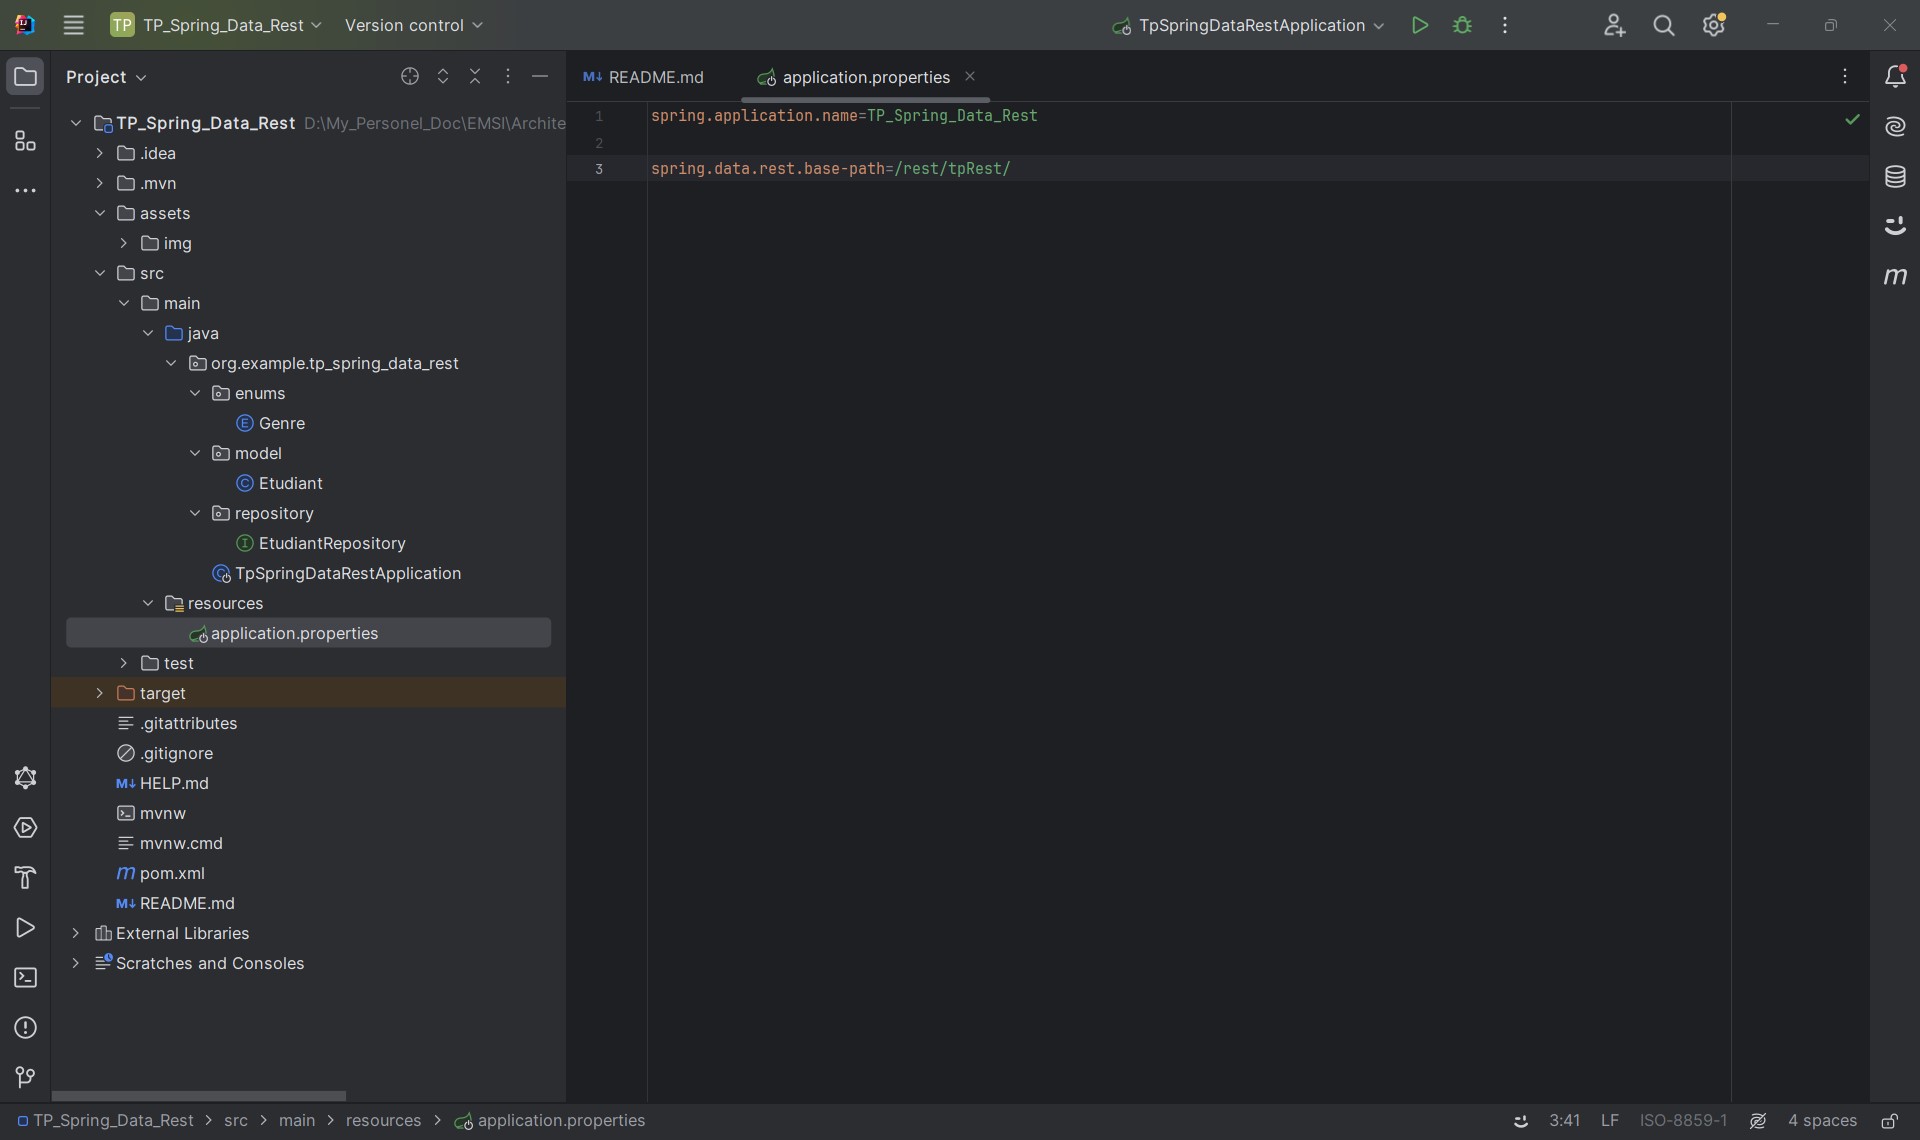 TP TP_Spring_Data_Rest Version control TpSpringDataRestApplication
Project
README.md application.properties
TP_Spring_Data_Rest D:\My_Personel_Doc\EMSI\Archite
.idea
.mvn
assets
img
src
main
java
org.example.tp_spring_data_rest
enums
Genre
model
Etudiant
repository
EtudiantRepository
TpSpringDataRestApplication
resources
application.properties
test
target
.gitattributes
.gitignore
HELP.md
mvnw
mvnw.cmd
pom.xml
README.md
External Libraries
Scratches and Consoles
1 spring.application.name=TP_Spring_Data_Rest
2
3 spring.data.rest.base-path=/rest/tpRest/
TP_Spring_Data_Rest > src > main > resources > application.properties 3:41 LF ISO-8859-1 4 spaces